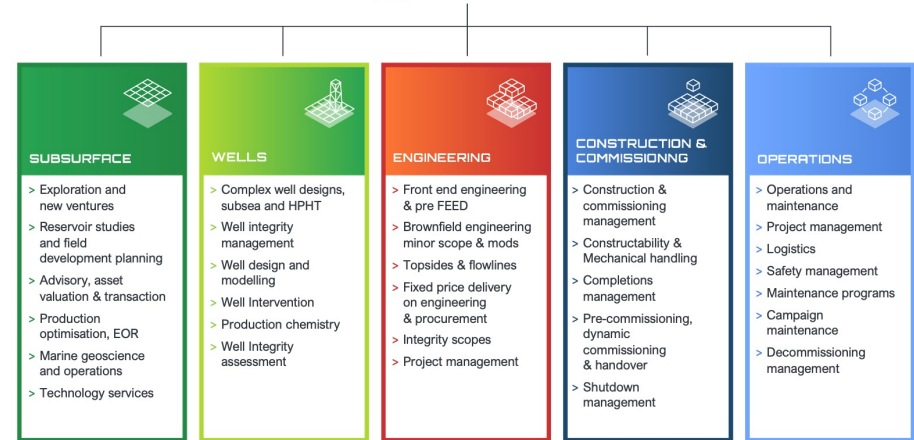 SUBSURFACE
> Exploration and
new ventures
> Reservoir studies
and field
development planning
> Advisory, asset
valuation & transaction
> Production
optimisation, EOR
> Marine geoscience
and operations
> Technology services
WELLS
> Complex well designs,
subsea and HPHT
> Well integrity
management
> Well design and
modelling
> Well Intervention
> Production chemistry
> Well Integrity
assessment
ENGINEERING
> Front end engineering
& pre FEED
> Brownfield engineering
minor scope & mods
> Topsides & flowlines
> Fixed price delivery
on engineering
& procurement
> Integrity scopes
> Project management
CONSTRUCTION &
COMMISSIONNG
> Construction &
commissioning
management
> Constructability &
Mechanical handling
> Completions
management
> Pre-commissioning,
dynamic
commissioning
& handover
> Shutdown
management
OPERATIONS
> Operations and
maintenance
> Project management
> Logistics
> Safety management
> Maintenance programs
> Campaign
maintenance
> Decommissioning
management